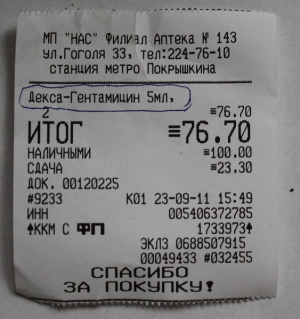 МП "НАС" Филиал Аптека № 143
ул.Гоголя 33, тел:224-76-10
станция метро Покрышкина
Декса-Гентамицин 5мл,
2 ≡76.70
ИТОГ ≡76.70
НАЛИЧНЫМИ ≡100.00
СДАЧА ≡23.30
ДОК. 00120225
#9233 К01 23-09-11 15:49
ИНН 005406372785
↑ККМ С ФП 1733973↑
ЭКЛЗ 0688507915
00049433 #032455
СПАСИБО
ЗА ПОКУПКУ!